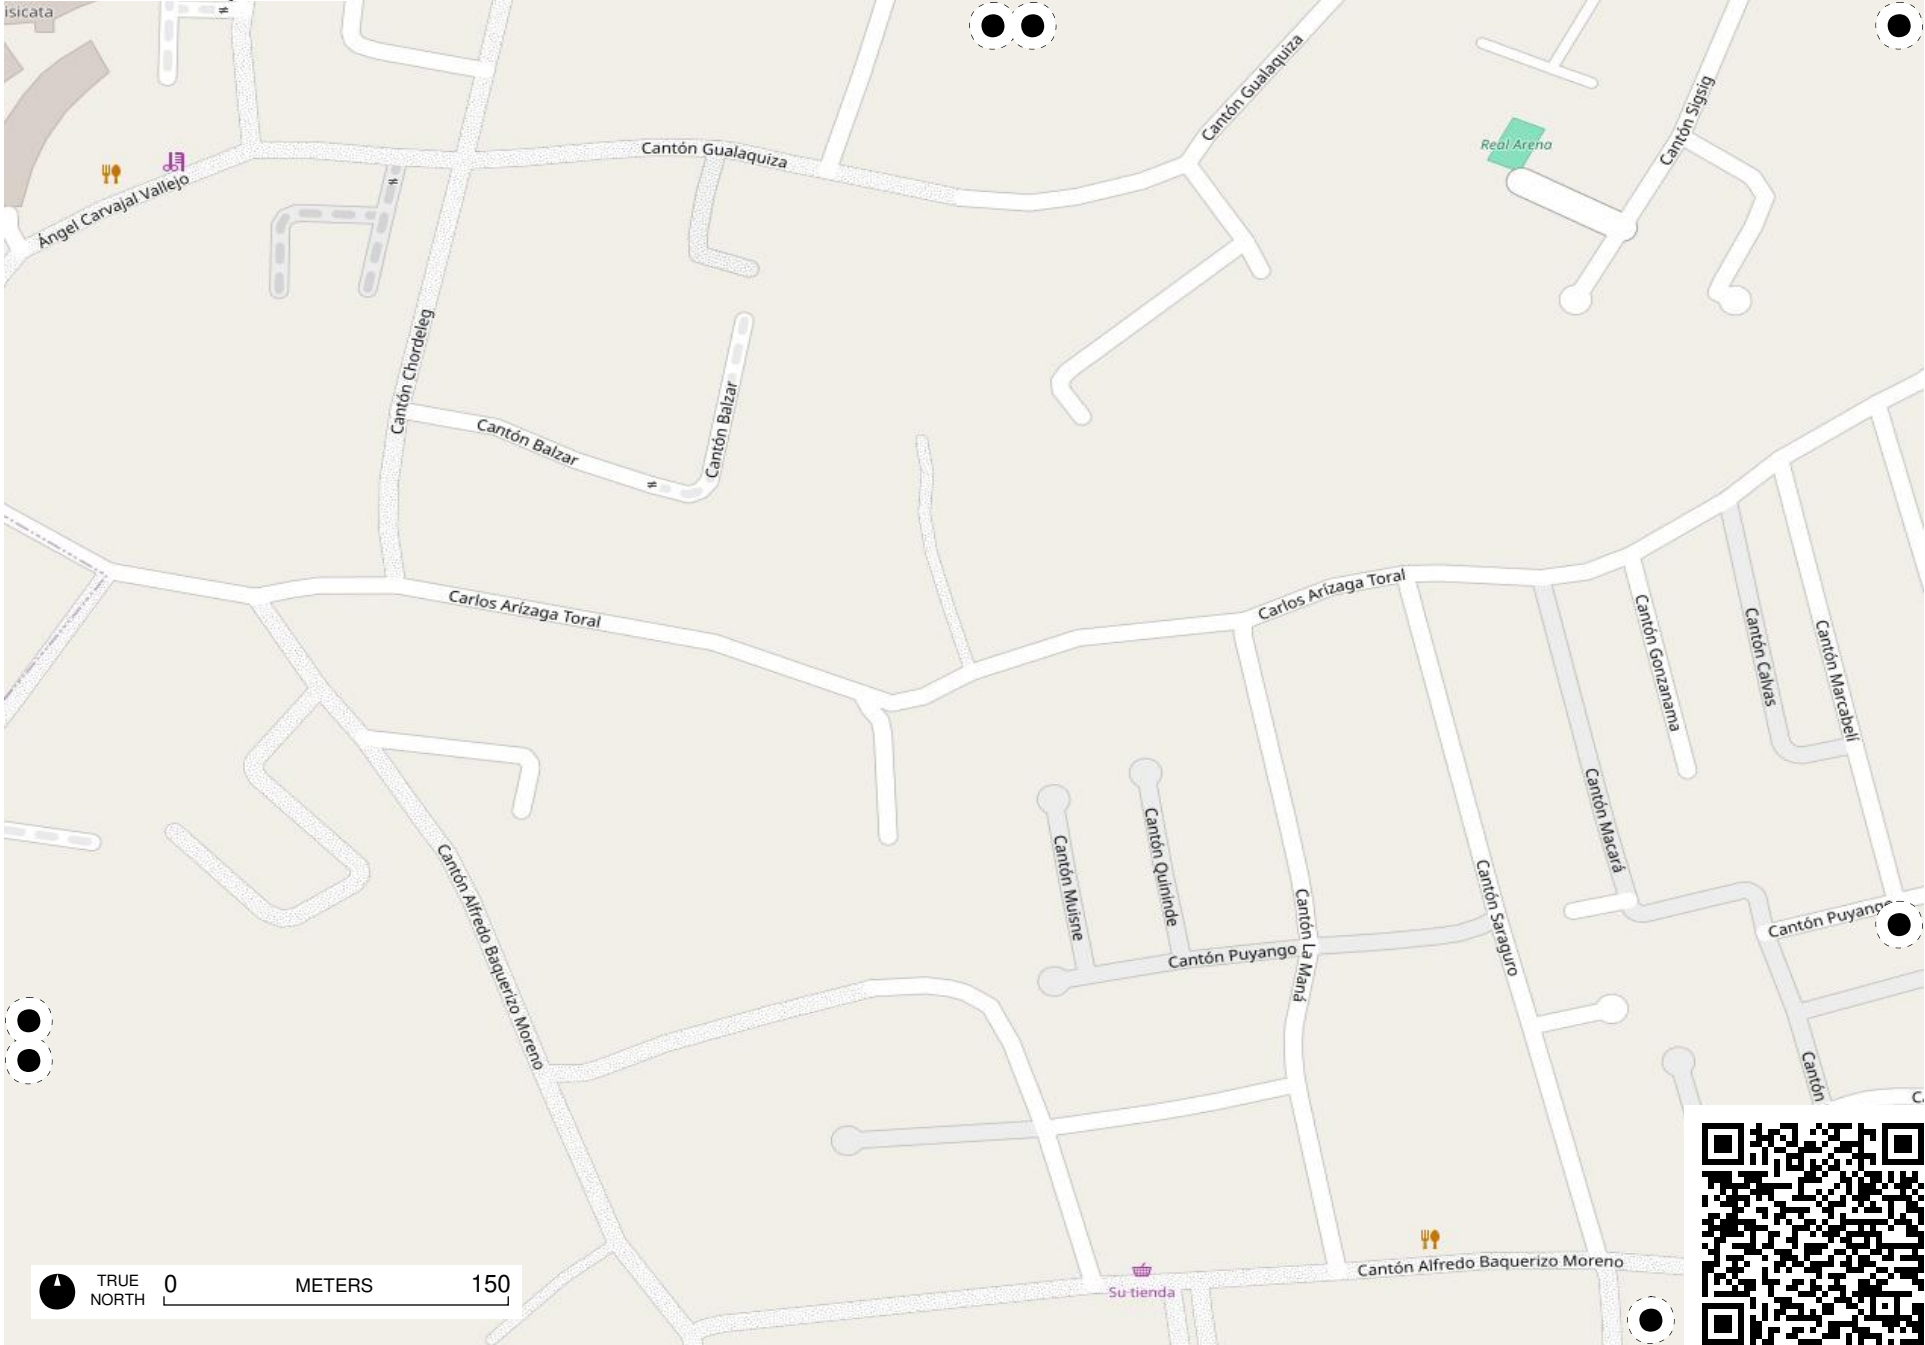 isicata
Cantón Gualaquiza
Cantón Gualaquiza
Cantón Sigsig
Real Arena
Ángel Carvajal Vallejo
Cantón Chordeleg
Cantón Balzar
Cantón Balzar
Carlos Arízaga Toral
Carlos Arízaga Toral
Cantón Gonzanama
Cantón Calvas
Cantón Marcabelí
Cantón Macará
Cantón Alfredo Baquerizo Moreno
Cantón Muisne
Cantón Quininde
Cantón La Maná
Cantón Saraguro
Cantón Puyango
Cantón Puyango
Cantón
C.
Cantón Alfredo Baquerizo Moreno
Su tienda
TRUE NORTH
0 METERS 150